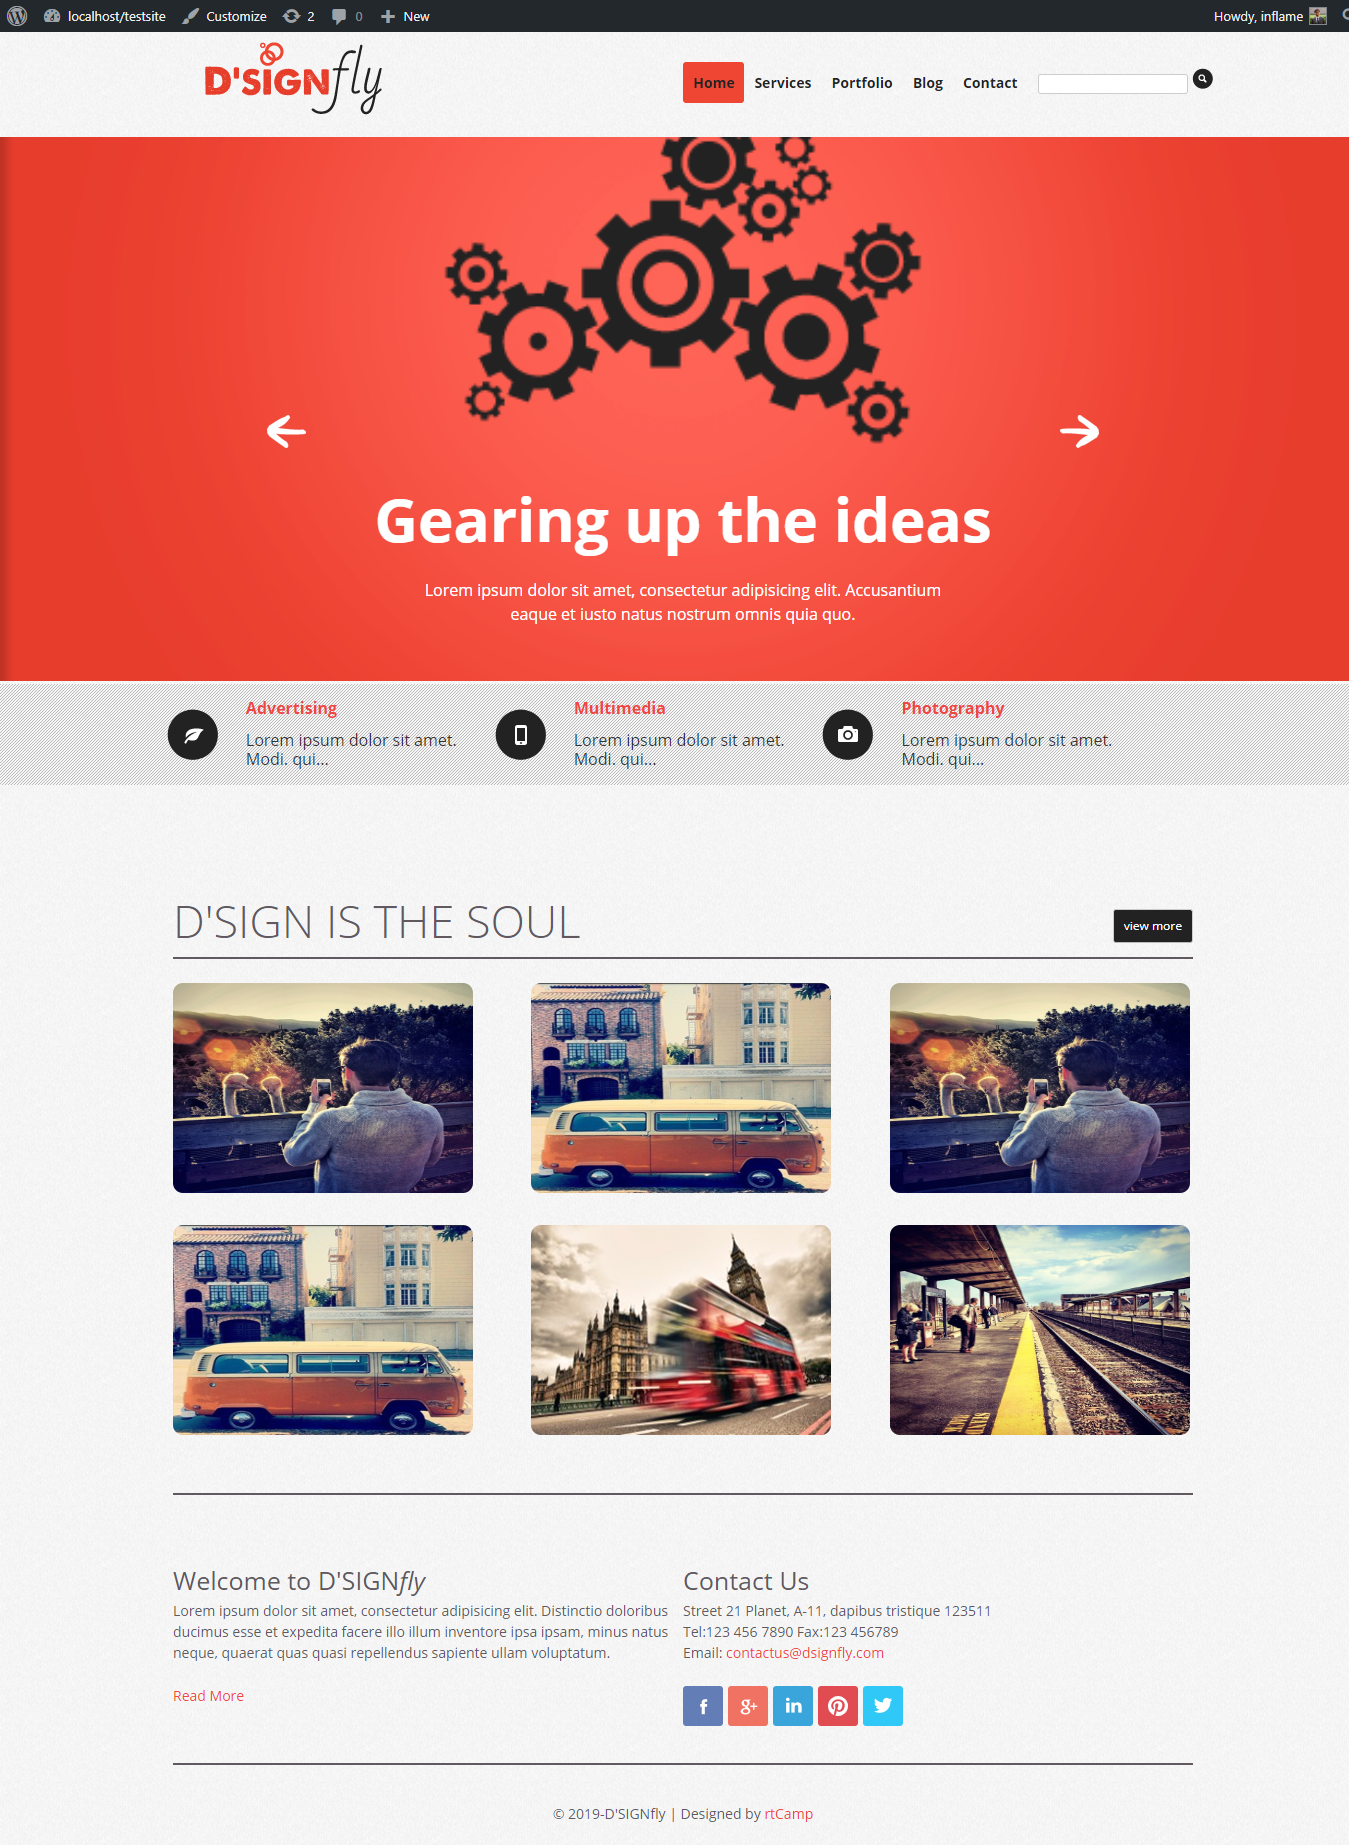 localhost/testsite Customize 2 0 New Howdy, inflame
D'SIGNfly
Home Services Portfolio Blog Contact
Gearing up the ideas
Lorem ipsum dolor sit amet, consectetur adipisicing elit. Accusantium
eaque et iusto natus nostrum omnis quia quo.
Advertising
Lorem ipsum dolor sit amet.
Modi. qui...
Multimedia
Lorem ipsum dolor sit amet.
Modi. qui...
Photography
Lorem ipsum dolor sit amet.
Modi. qui...
D'SIGN IS THE SOUL
view more
Welcome to D'SIGNfly
Lorem ipsum dolor sit amet, consectetur adipisicing elit. Distinctio doloribus
ducimus esse et expedita facere illo illum inventore ipsa ipsam, minus natus
neque, quaerat quas quasi repellendus sapiente ullam voluptatum.
Read More
Contact Us
Street 21 Planet, A-11, dapibus tristique 123511
Tel:123 456 7890 Fax:123 456789
Email: contactus@dsignfly.com
f g+ in
© 2019-D'SIGNfly | Designed by rtCamp